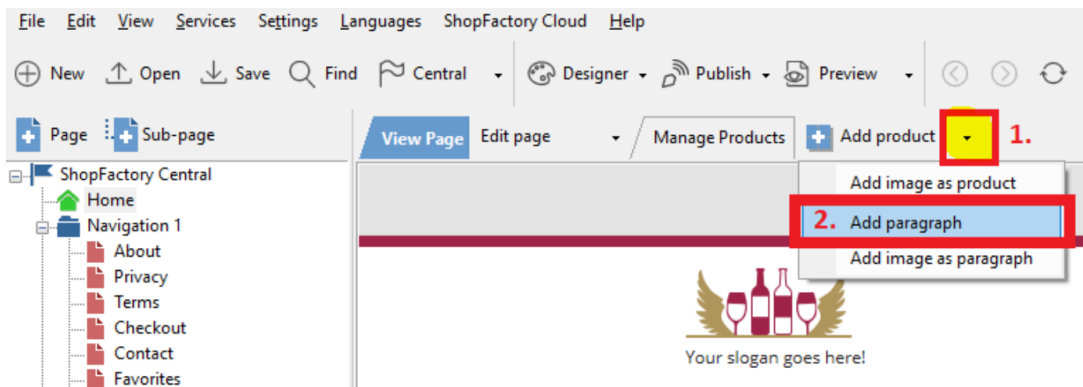 File Edit View Services Settings Languages ShopFactory Cloud Help
New Open Save Find Central Designer Publish Preview
Page Sub-page View Page Edit page Manage Products Add product 1.
ShopFactory Central
Add image as product
Home
Navigation 1
2. Add paragraph
About
Add image as paragraph
Privacy
Terms
Checkout
Contact
Your slogan goes here!
Favorites